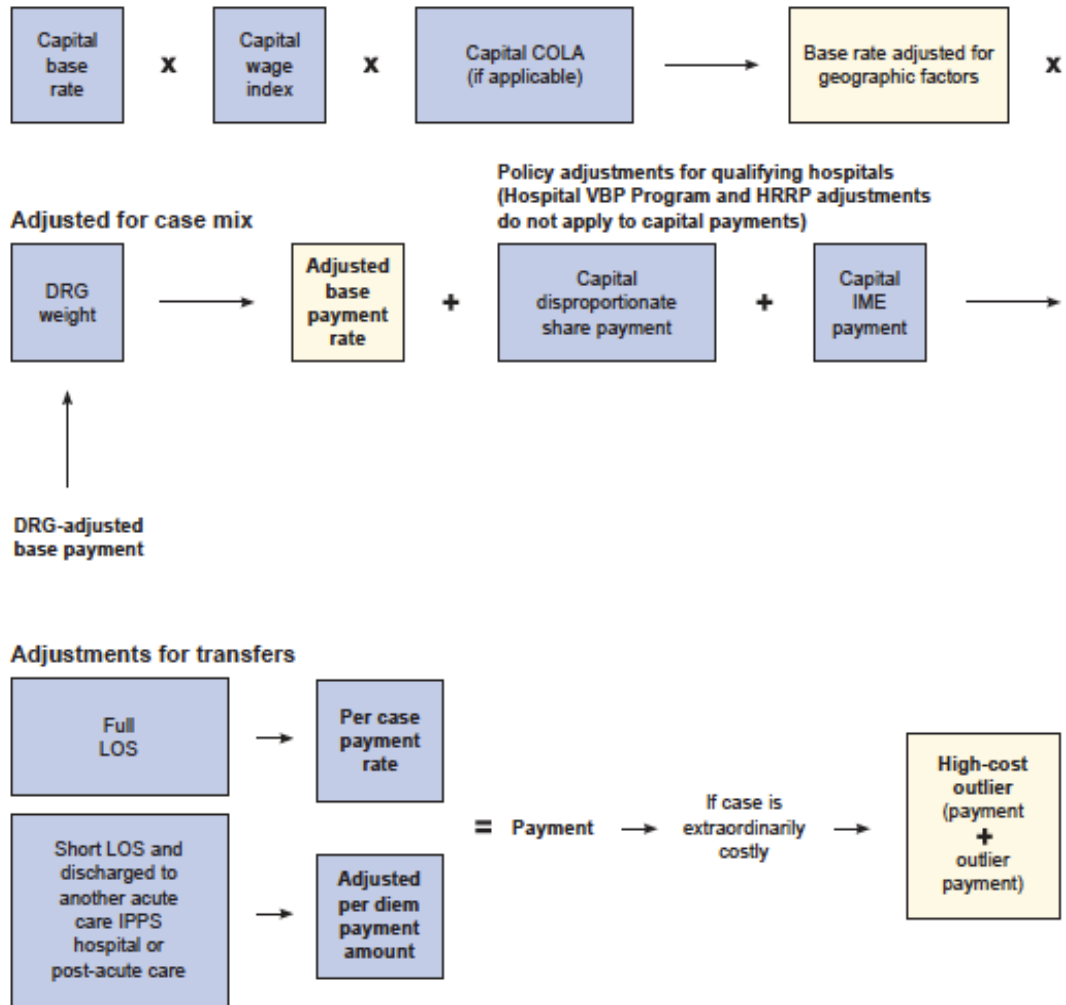 Capital
base
rate
x
Capital
wage
index
x
Capital COLA
(if applicable)
Base rate adjusted for
geographic factors
x
Policy adjustments for qualifying hospitals
(Hospital VBP Program and HRRP adjustments
do not apply to capital payments)
Adjusted for case mix
DRG
weight
Adjusted
base
payment
rate
+
Capital
disproportionate
share payment
+
Capital
IME
payment
DRG-adjusted
base payment
Adjustments for transfers
Full
LOS
Per case
payment
rate
Short LOS and
discharged to
another acute
care IPPS
hospital or
post-acute care
Adjusted
per diem
payment
amount
= Payment
If case is
extraordinarily
costly
High-cost
outlier
(payment
+
outlier
payment)